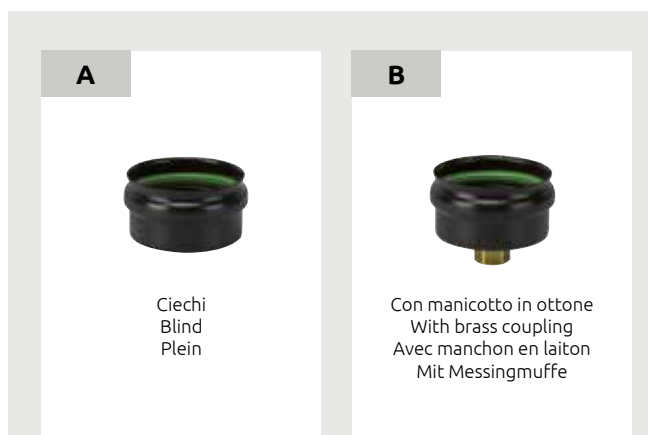 A
Ciechi
Blind
Plein
B
Con manicotto in ottone
With brass coupling
Avec manchon en laiton
Mit Messingmuffe